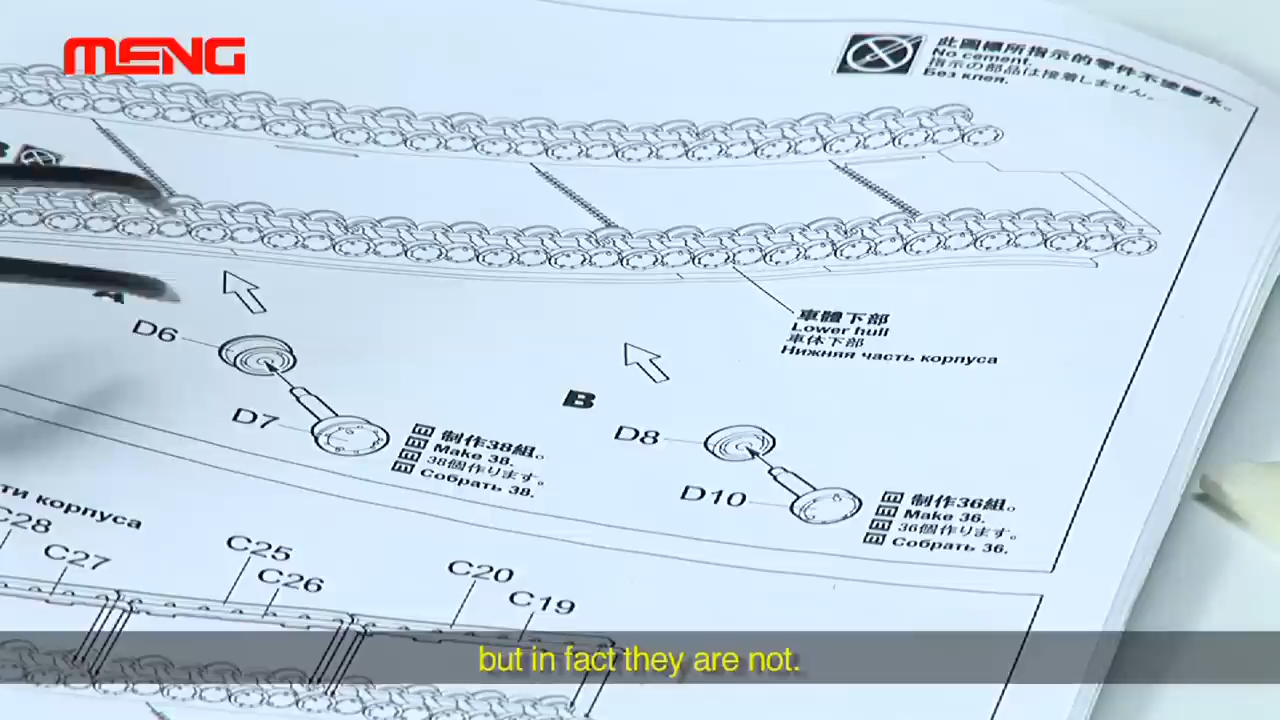 MENG
此圖標所指示的零件不塗膠水。
No cement.
指示の部品は接着しません。
Без клея.
車體下部
Lower hull
車体下部
Нижняя часть корпуса
A
D6
D7
制作38組。
Make 38.
38個作ります。
Собрать 38.
B
D8
D10
制作36組。
Make 36.
36個作ります。
Собрать 36.
ти корпуса
C28
C27
C25
C26
C20
C19
but in fact they are not.